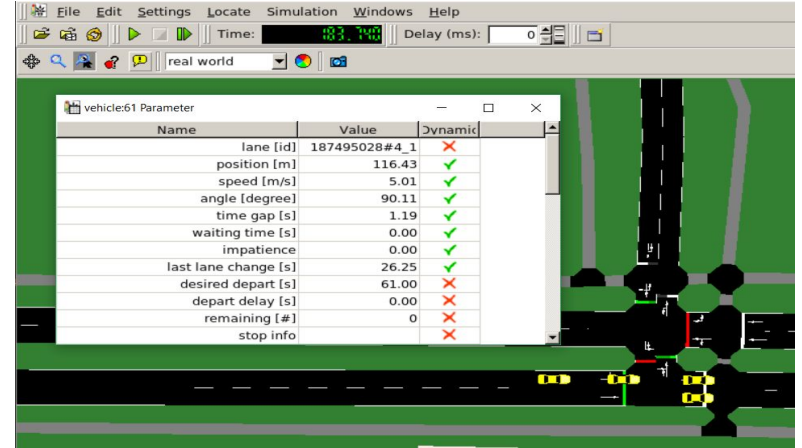 File Edit Settings Locate Simulation Windows Help
Time: 183.740 Delay (ms): 0
real world
vehicle:61 Parameter
Name Value Dynamic
lane [id] 187495028#4_1
position [m] 116.43
speed [m/s] 5.01
angle [degree] 90.11
time gap [s] 1.19
waiting time [s] 0.00
impatience 0.00
last lane change [s] 26.25
desired depart [s] 61.00
depart delay [s] 0.00
remaining [#] 0
stop info